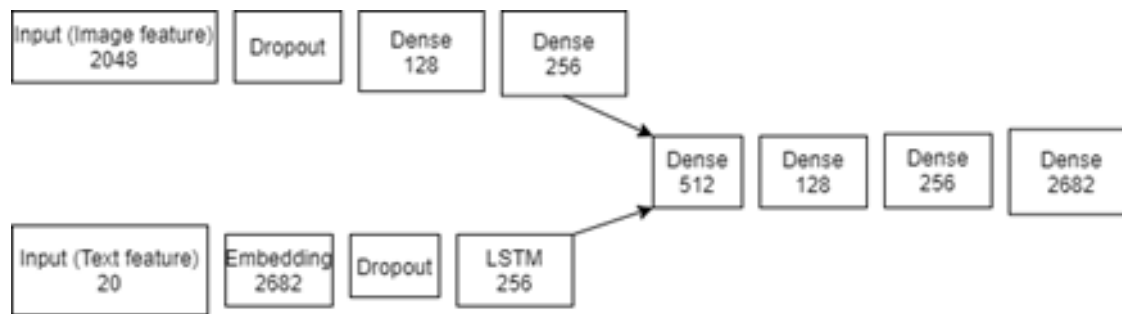 Input (Image feature)
2048
Dropout
Dense
128
Dense
256
Dense
512
Dense
128
Dense
256
Dense
2682
Input (Text feature)
20
Embedding
2682
Dropout
LSTM
256